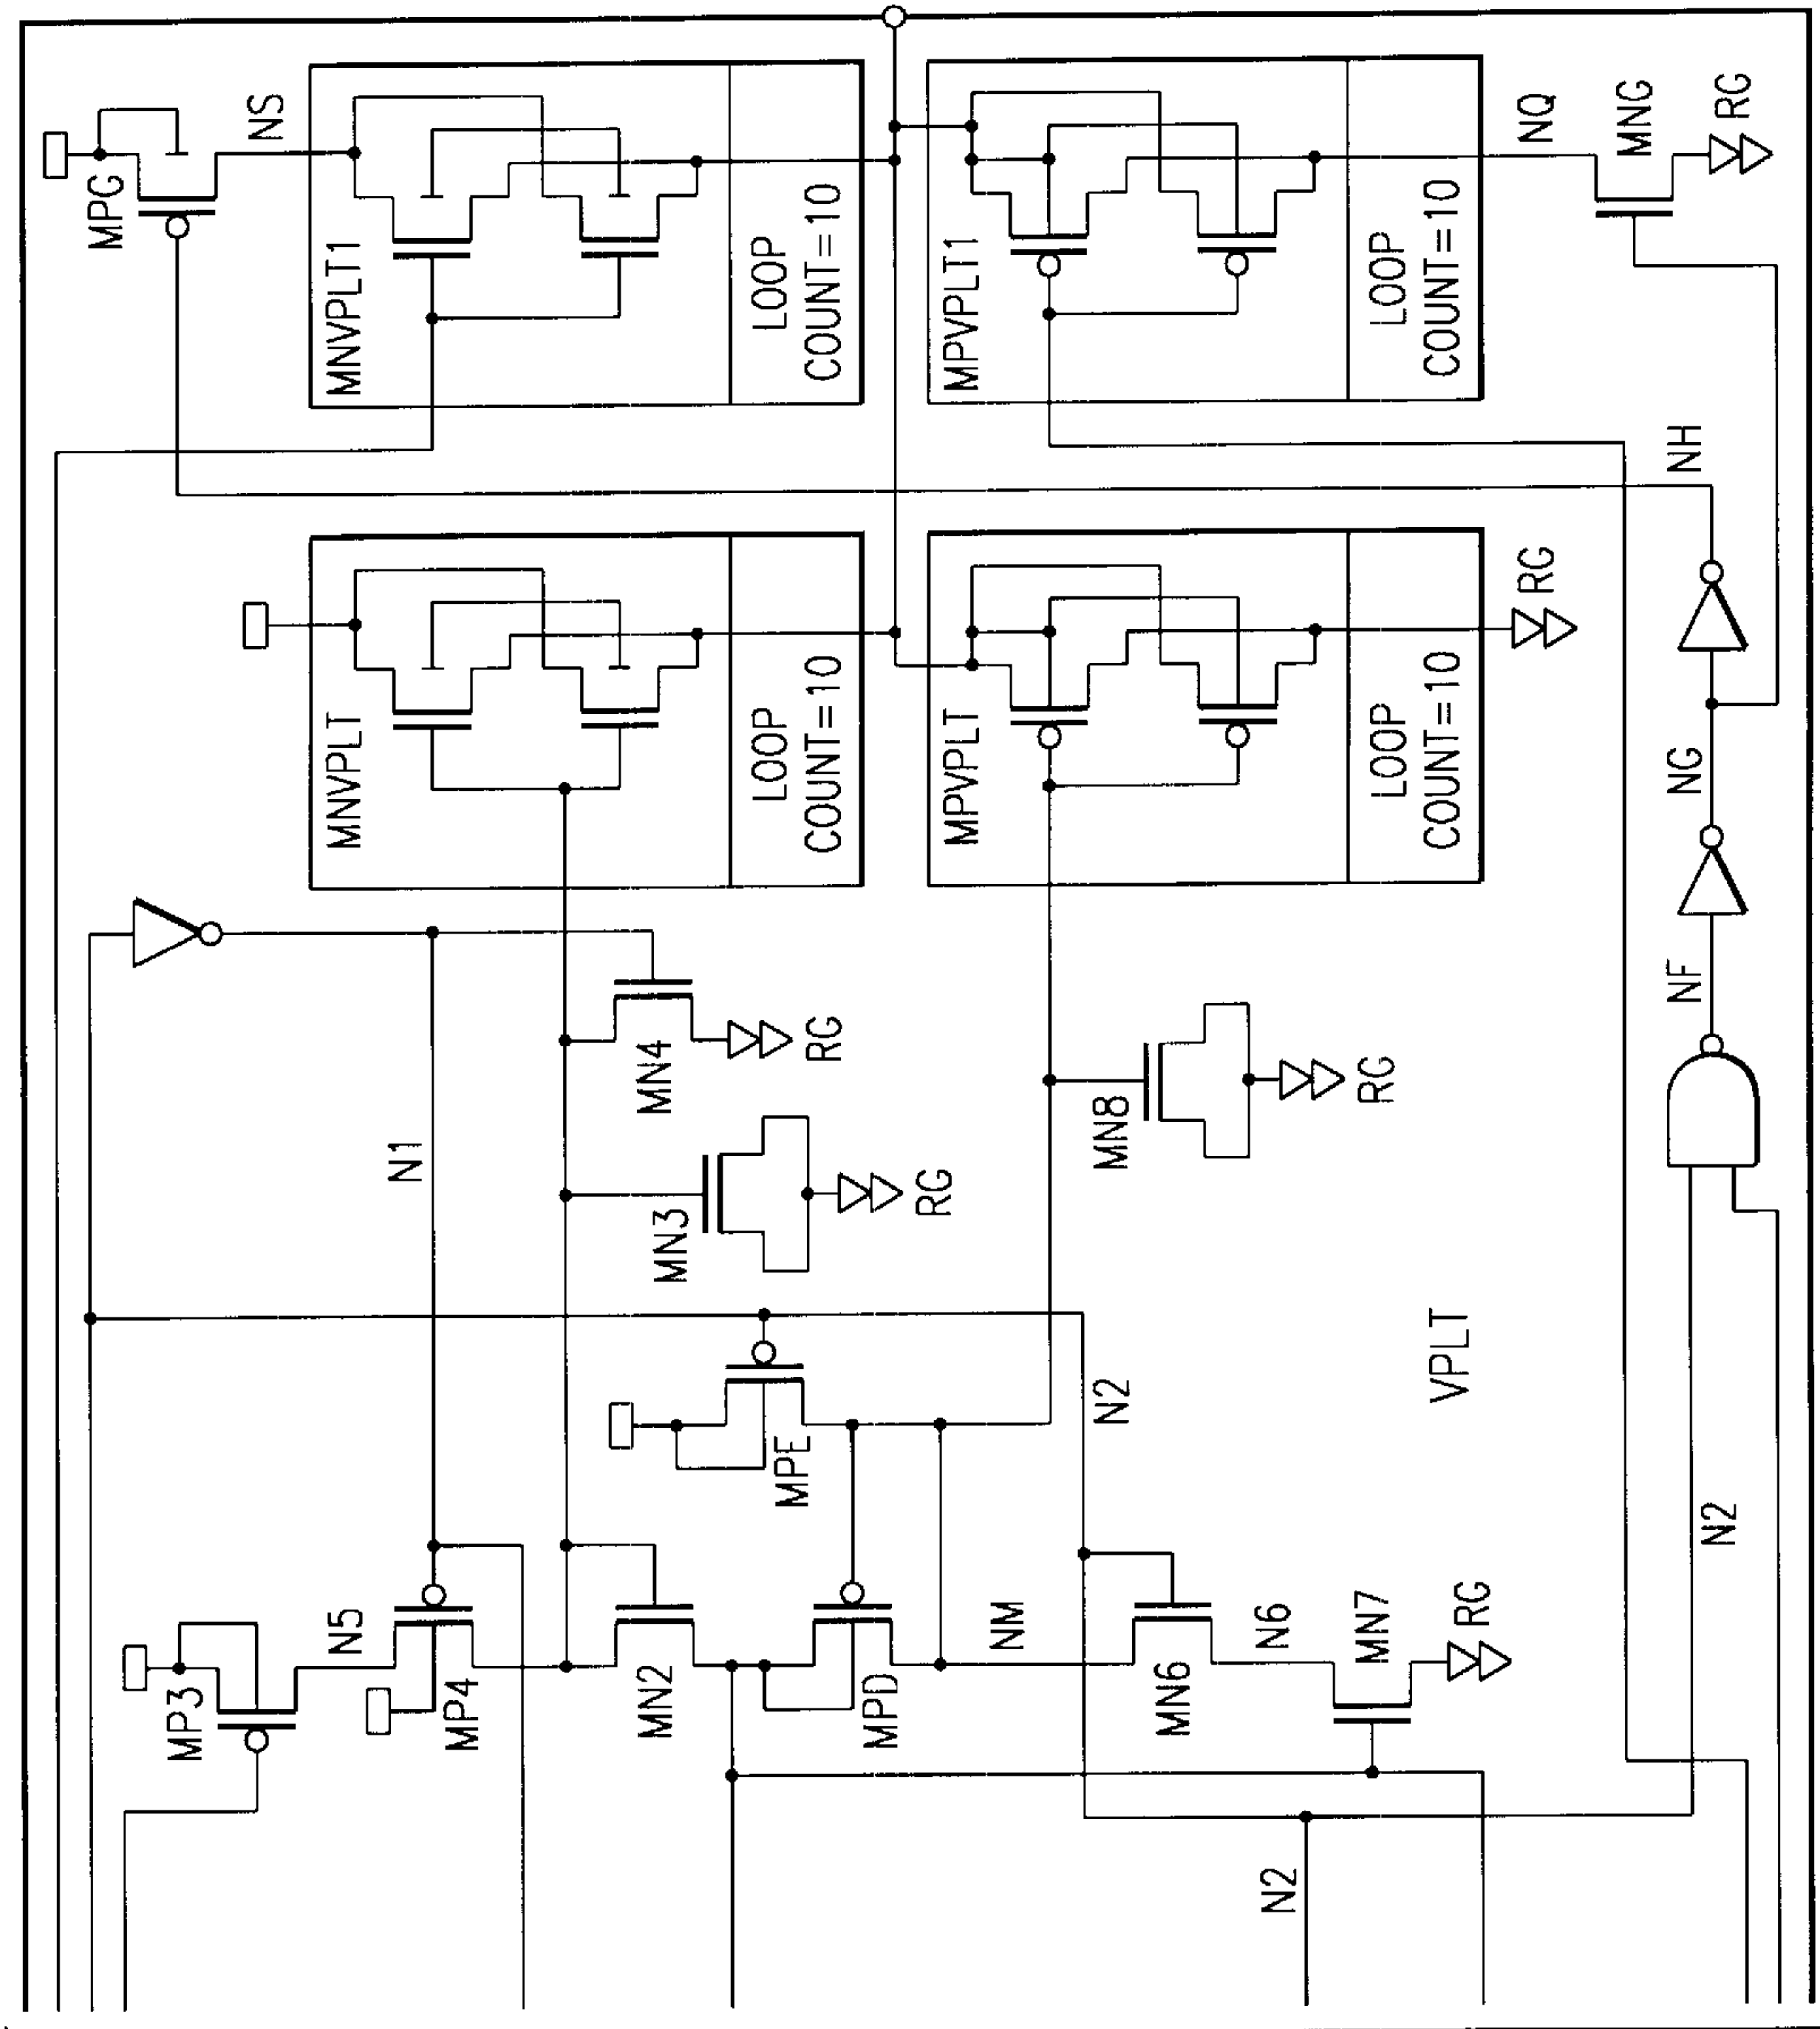 MPG
NS
MNVPLT1
LOOP
COUNT=10
MPVPLT1
LOOP
COUNT=10
NQ
MNG
RG
NH
MNVPLT
LOOP
COUNT=10
MPVPLT
LOOP
COUNT=10
RG
NG
NF
N1
MN4
RG
MN3
RG
MN8
RG
MPE
N2
VPLT
N2
MP3
N5
MP4
MN2
MPD
NM
MN6
N6
MN7
RG
N2